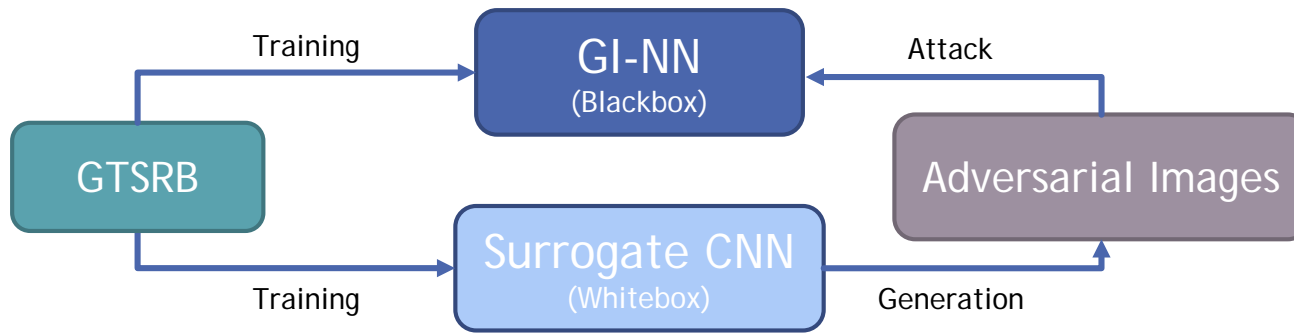 Training
GI-NN
(Blackbox)
Attack
GTSRB
Adversarial Images
Surrogate CNN
(Whitebox)
Training
Generation